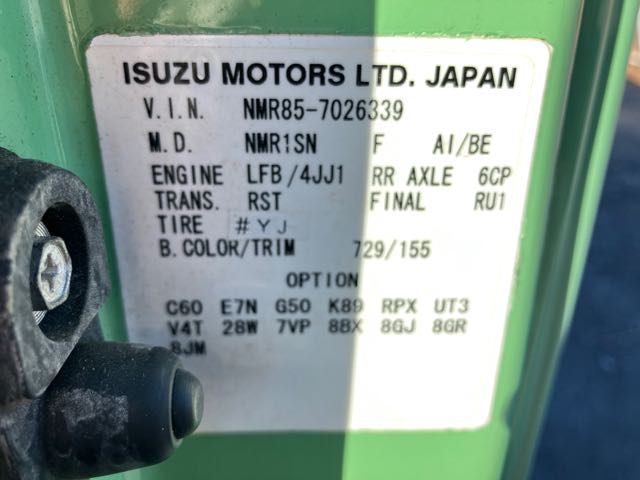 ISUZU MOTORS LTD. JAPAN
V.I.N. NMR85-7026339
M.D. NMR1SN F AI/BE
ENGINE LFB/4JJ1 RR AXLE 6CP
TRANS. RST FINAL RU1
TIRE #YJ
B.COLOR/TRIM 729/155
OPTION
C60 E7N G50 K89 RPX UT3
V4T 28W 7VP 8BX 8GJ 8GR
8JM